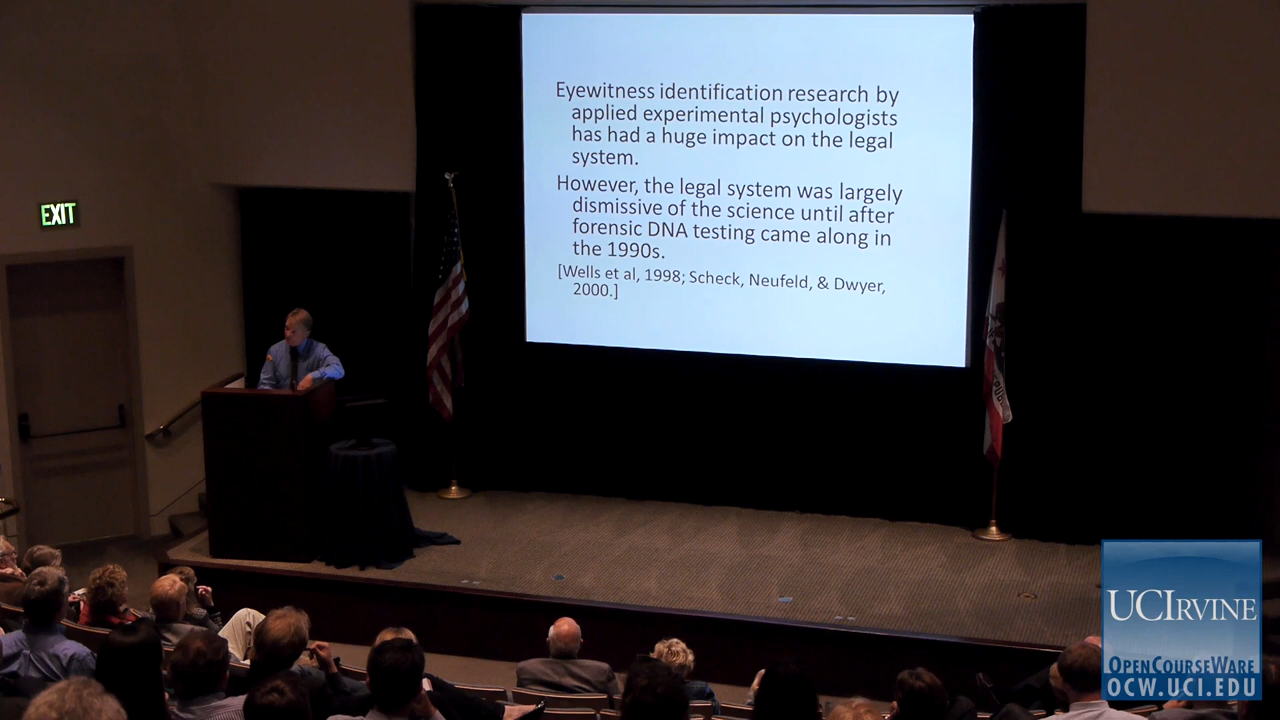 Eyewitness identification research by
applied experimental psychologists
has had a huge impact on the legal
system.
However, the legal system was largely
dismissive of the science until after
forensic DNA testing came along in
the 1990s.
[Wells et al, 1998; Scheck, Neufeld, & Dwyer,
2000.]
EXIT
UCIRVINE
OPENCOURSEWARE
OCW.UCI.EDU